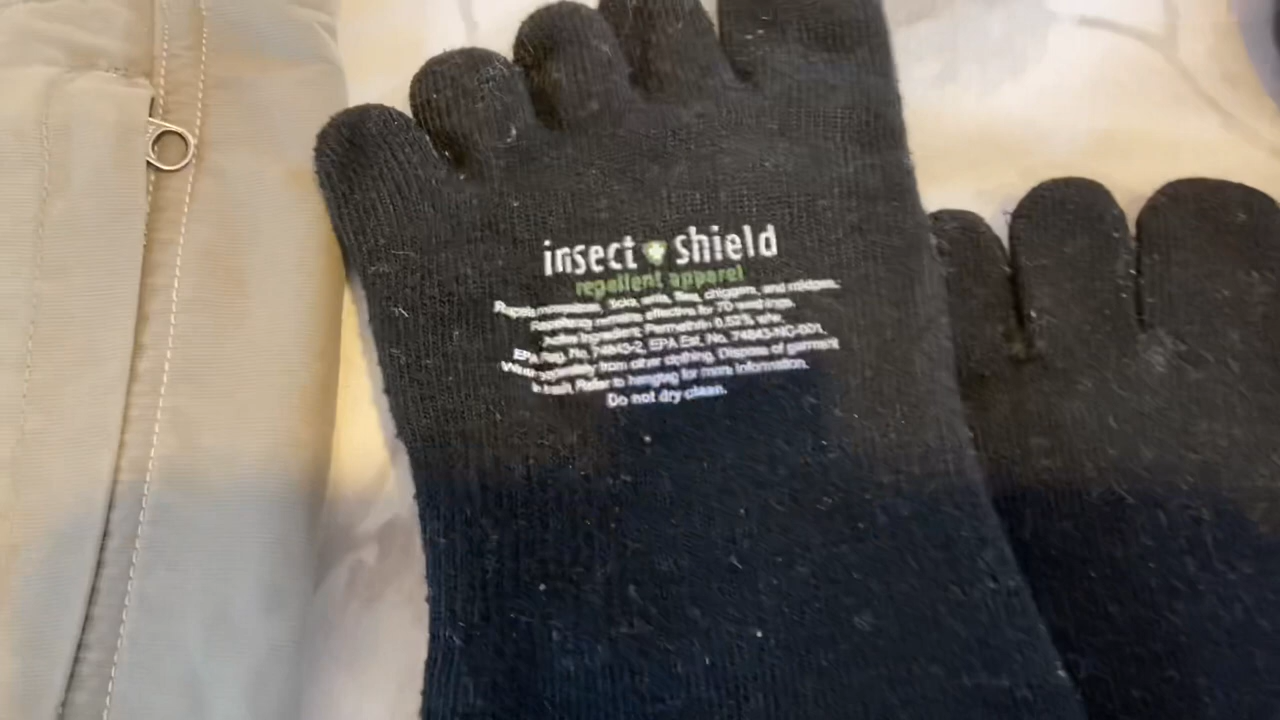 insect shield
repellent apparel
Repels mosquitoes, ticks, ants, flies, chiggers, and midges.
Repellency remains effective for 70 washings.
Active Ingredient: Permethrin 0.52% w/w.
EPA Reg. No. 74843-2, EPA Est. No. 74843-NC-001.
Wash separately from other clothing. Dispose of garment
in trash. Refer to hangtag for more information.
Do not dry clean.